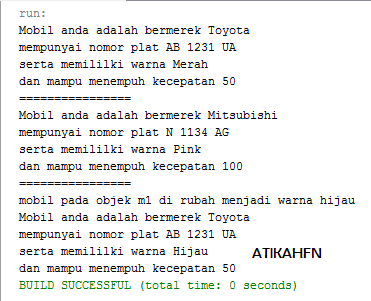 run:
Mobil anda adalah bermerek Toyota
mempunyai nomor plat AB 1231 UA
serta memililki warna Merah
dan mampu menempuh kecepatan 50
================
Mobil anda adalah bermerek Mitsubishi
mempunyai nomor plat N 1134 AG
serta memililki warna Pink
dan mampu menempuh kecepatan 100
================
mobil pada objek m1 di rubah menjadi warna hijau
Mobil anda adalah bermerek Toyota
mempunyai nomor plat AB 1231 UA
serta memililki warna Hijau ATIKAHFN
dan mampu menempuh kecepatan 50
BUILD SUCCESSFUL (total time: 0 seconds)